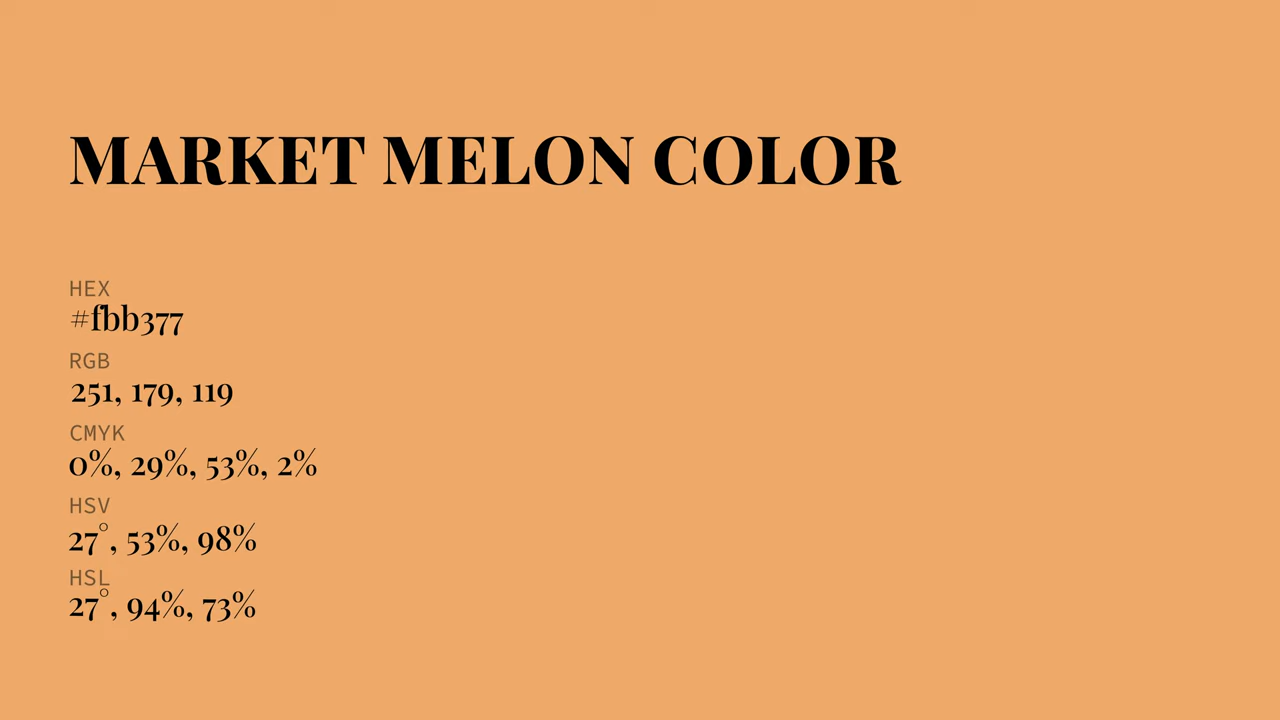 MARKET MELON COLOR
HEX
#fbb377
RGB
251, 179, 119
CMYK
0%, 29%, 53%, 2%
HSV
27°, 53%, 98%
HSL
27°, 94%, 73%